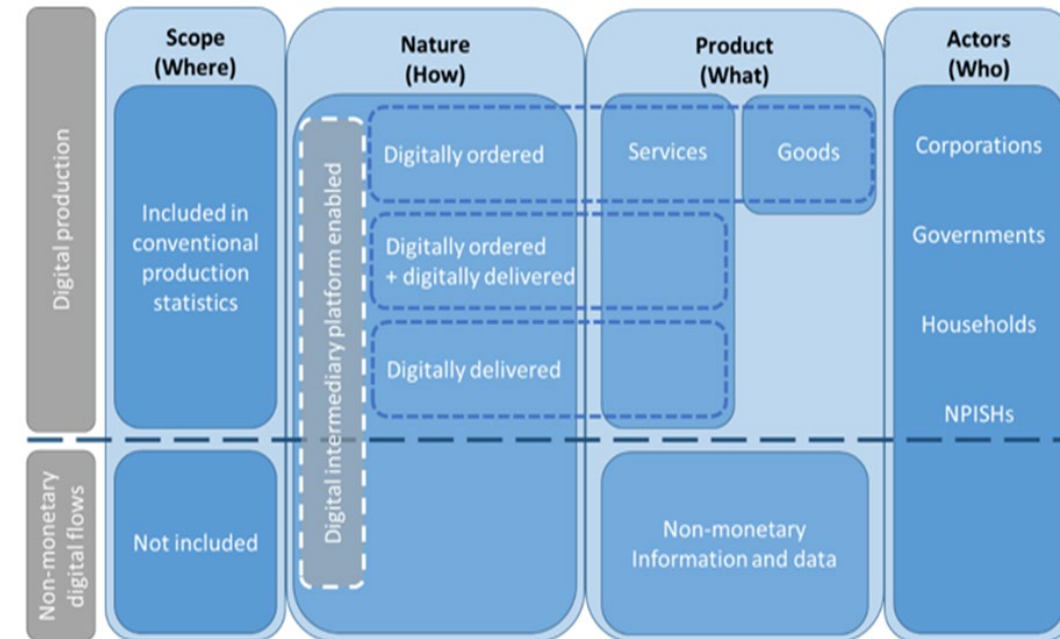 Digital production
Scope
(Where)
Included in
conventional
production
statistics
Nature
(How)
Digital intermediary platform enabled
Digitally ordered
Digitally ordered
+ digitally delivered
Digitally delivered
Product
(What)
Services
Goods
Actors
(Who)
Corporations
Governments
Households
NPISHs
Non-monetary
digital flows
Not included
Non-monetary
Information and data